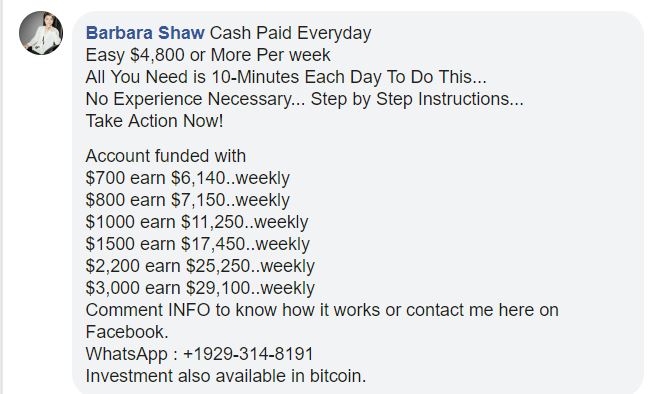 Barbara Shaw Cash Paid Everyday
Easy $4,800 or More Per week
All You Need is 10-Minutes Each Day To Do This...
No Experience Necessary... Step by Step Instructions...
Take Action Now!
Account funded with
$700 earn $6,140..weekly
$800 earn $7,150..weekly
$1000 earn $11,250..weekly
$1500 earn $17,450..weekly
$2,200 earn $25,250..weekly
$3,000 earn $29,100..weekly
Comment INFO to know how it works or contact me here on
Facebook.
WhatsApp : +1929-314-8191
Investment also available in bitcoin.